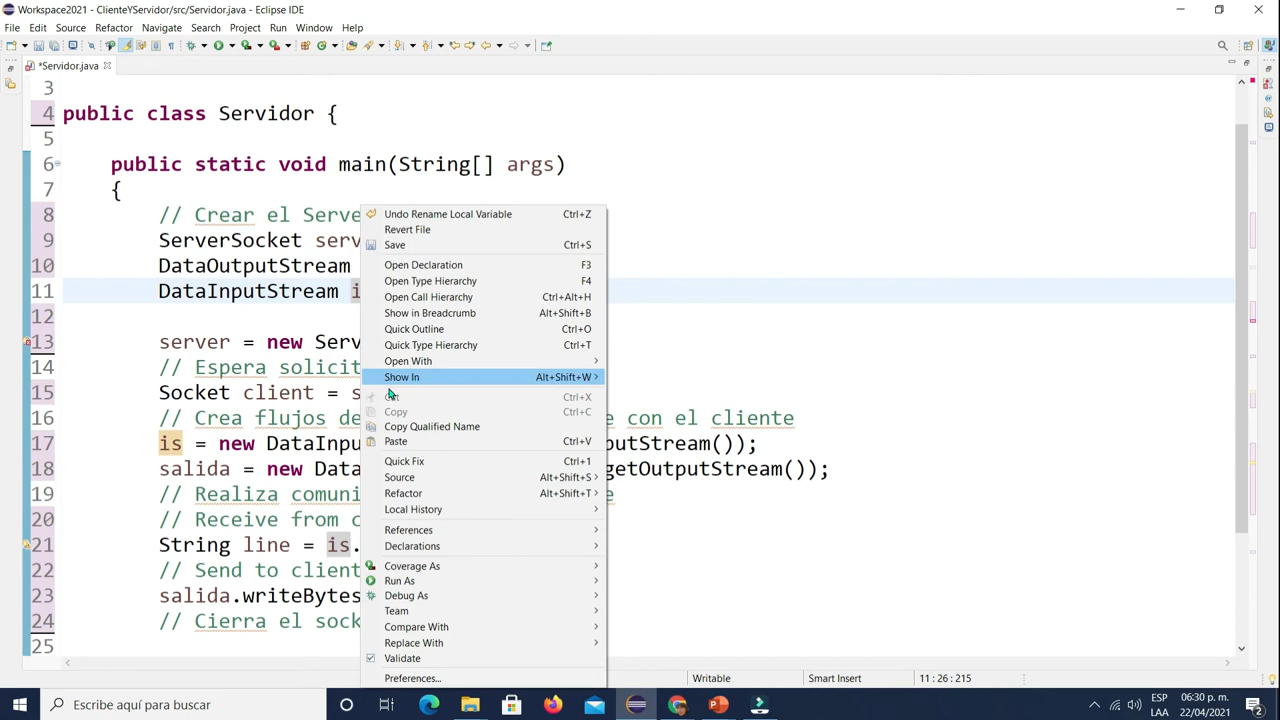 Workspace2021 - ClienteYServidor/src/Servidor.java - Eclipse IDE
File Edit Source Refactor Navigate Search Project Run Window Help
*Servidor.java
3
4 public class Servidor {
5
6 public static void main(String[] args)
7 {
8 // Crear el Serve
9 ServerSocket serv
10 DataOutputStream
11 DataInputStream i
12
13 server = new Serv
14 // Espera solicit
15 Socket client = s
16 // Crea flujos de e con el cliente
17 is = new DataInpu putStream());
18 salida = new Data getOutputStream());
19 // Realiza comuni e
20 // Receive from c
21 String line = is.
22 // Send to client
23 salida.writeBytes
24 // Cierra el sock
25
Undo Rename Local Variable Ctrl+Z
Revert File
Save Ctrl+S
Open Declaration F3
Open Type Hierarchy F4
Open Call Hierarchy Ctrl+Alt+H
Show in Breadcrumb Alt+Shift+B
Quick Outline Ctrl+O
Quick Type Hierarchy Ctrl+T
Open With
Show In Alt+Shift+W
Cut Ctrl+X
Copy Ctrl+C
Copy Qualified Name
Paste Ctrl+V
Quick Fix Ctrl+1
Source Alt+Shift+S
Refactor Alt+Shift+T
Local History
References
Declarations
Coverage As
Run As
Debug As
Team
Compare With
Replace With
Validate
Preferences...
Writable Smart Insert 11 : 26 : 215
Escribe aquí para buscar
ESP 06:30 p. m.
LAA 22/04/2021
2